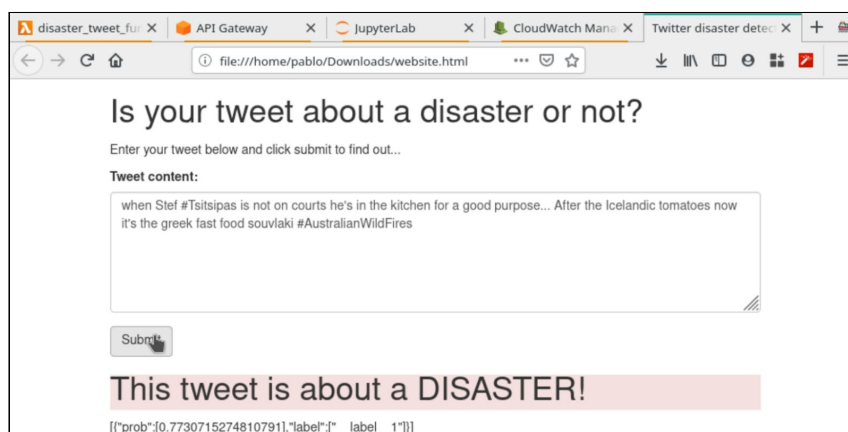 disaster_tweet_fun
API Gateway
JupyterLab
CloudWatch Mana
Twitter disaster detec
file:///home/pablo/Downloads/website.html
Is your tweet about a disaster or not?
Enter your tweet below and click submit to find out...
Tweet content:
when Stef #Tsitsipas is not on courts he's in the kitchen for a good purpose... After the Icelandic tomatoes now
it's the greek fast food souvlaki #AustralianWildFires
Submit
This tweet is about a DISASTER!
[{"prob":[0.7730715274810791],"label":["__label__1"]}]